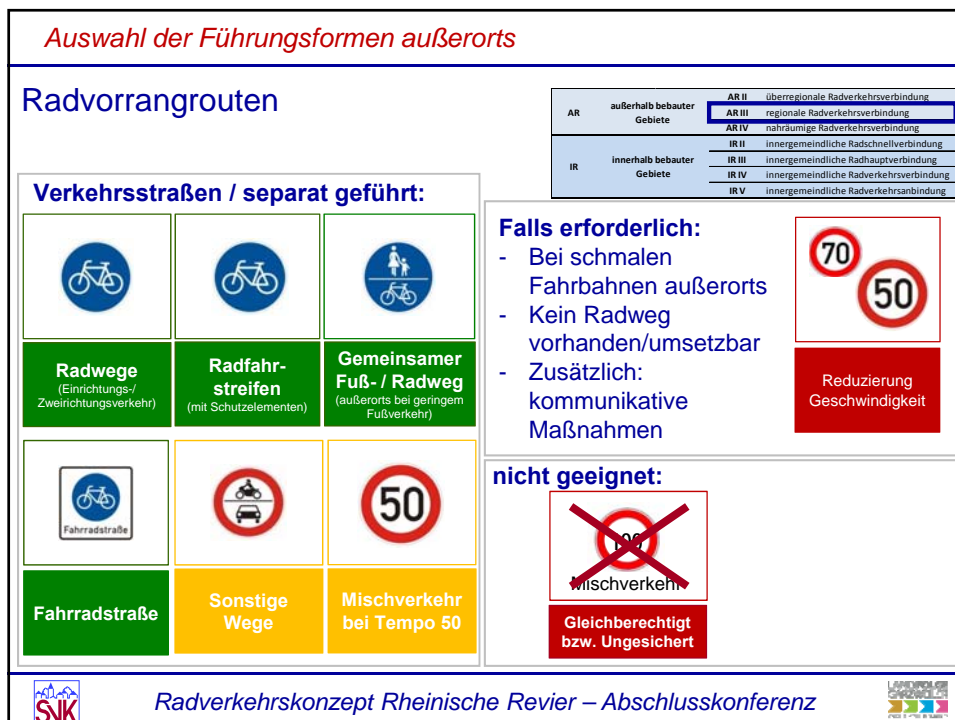 Auswahl der Führungsformen außerorts
Radvorrangrouten
AR
außerhalb bebauter
Gebiete
AR II überregionale Radverkehrsverbindung
AR III regionale Radverkehrsverbindung
AR IV nahräumige Radverkehrsverbindung
IR
innerhalb bebauter
Gebiete
IR II innergemeindliche Radschnellverbindung
IR III innergemeindliche Radhauptverbindung
IR IV innergemeindliche Radverkehrsverbindung
IR V innergemeindliche Radverkehrsanbindung
Verkehrsstraßen / separat geführt:
Radwege
(Einrichtungs-/
Zweirichtungsverkehr)
Radfahr-
streifen
(mit Schutzelementen)
Gemeinsamer
Fuß- / Radweg
(außerorts bei geringem
Fußverkehr)
Fahrradstraße
50
Fahrradstraße
Sonstige
Wege
Mischverkehr
bei Tempo 50
Falls erforderlich:
- Bei schmalen
Fahrbahnen außerorts
- Kein Radweg
vorhanden/umsetzbar
- Zusätzlich:
kommunikative
Maßnahmen
70
50
Reduzierung
Geschwindigkeit
nicht geeignet:
100
Mischverkehr
Gleichberechtigt
bzw. Ungesichert
SVK
Radverkehrskonzept Rheinische Revier – Abschlusskonferenz
LANDFOLGE
GARZWEILER